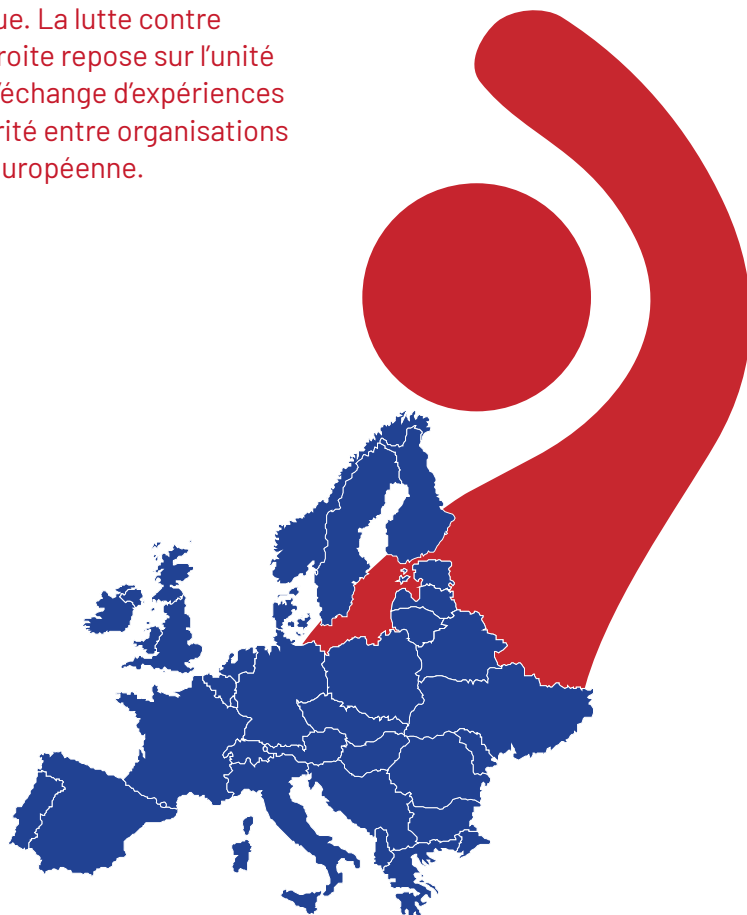 ue. La lutte contre
roite repose sur l’unité
’échange d’expériences
rité entre organisations
uropéenne.